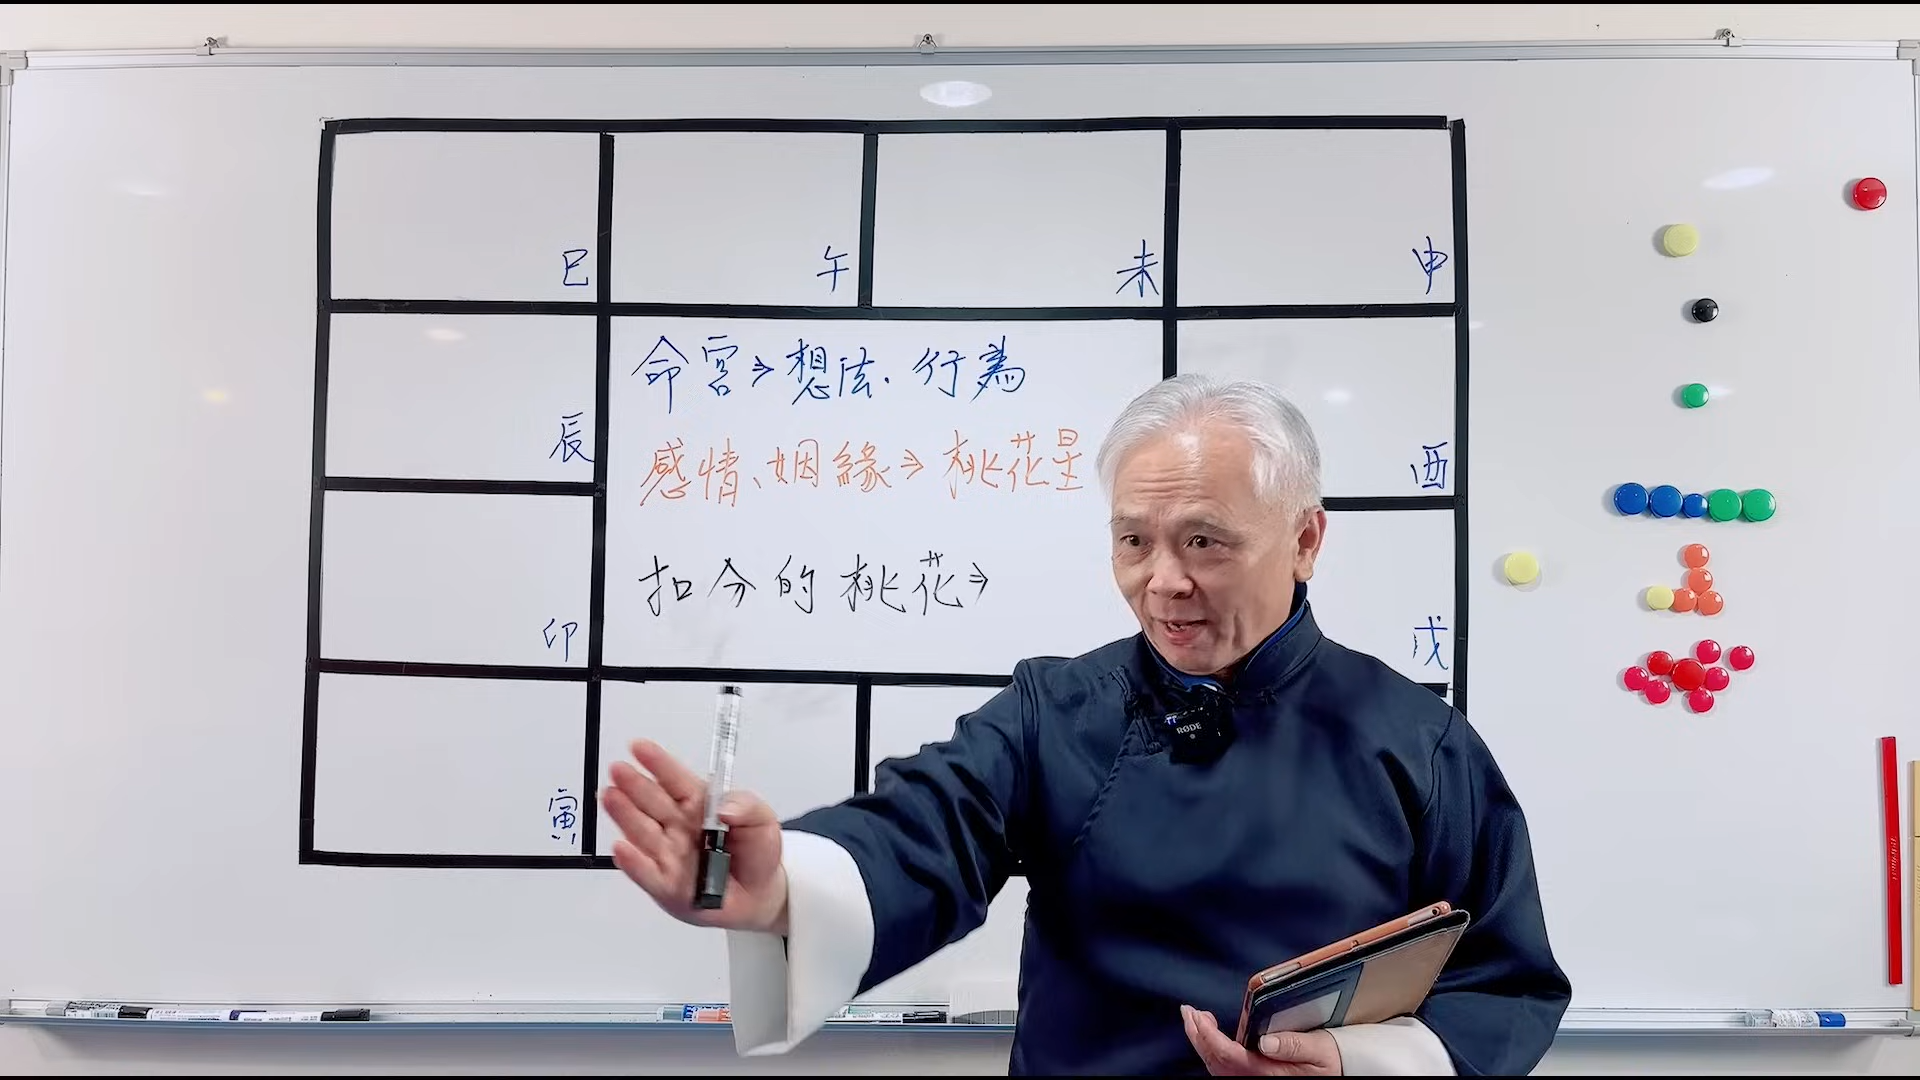 巳
午
未
申
命宮⇒想法、行為
辰
感情、姻緣⇒桃花星
酉
扣分的桃花⇒
卯
戌
寅
RØDE